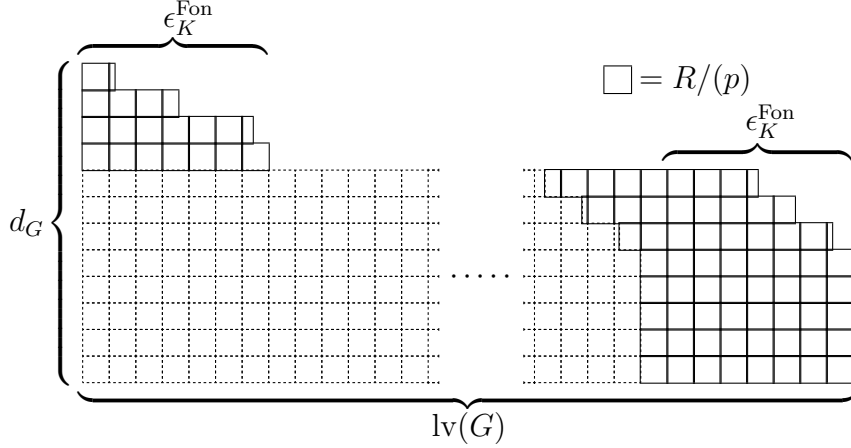 ϵ_K^Fon
= R/(p)
ϵ_K^Fon
d_G
.....
lv(G)